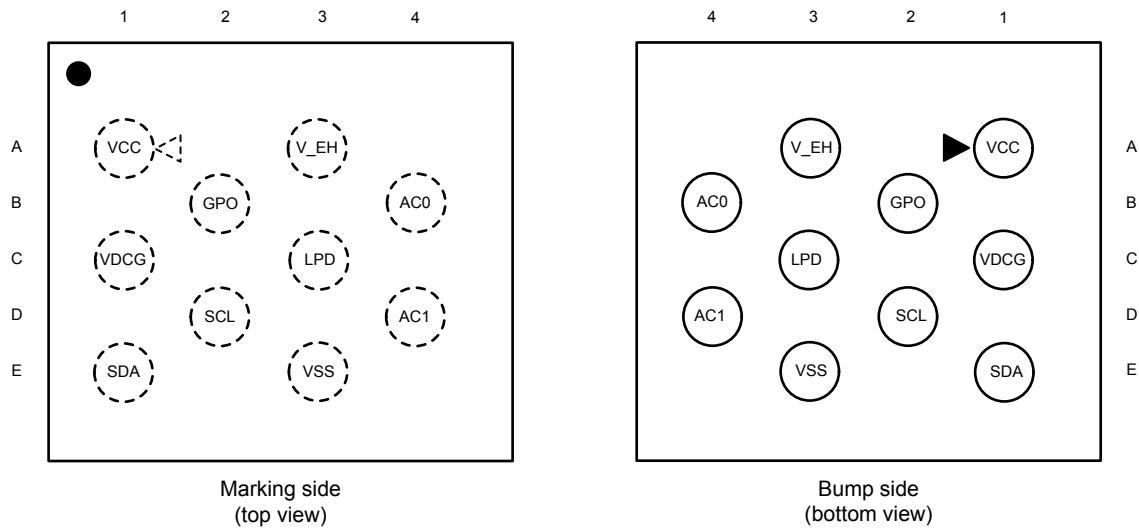 1 2 3 4 4 3 2 1
A VCC V_EH V_EH VCC A
B GPO AC0 AC0 GPO B
C VDCG LPD LPD VDCG C
D SCL AC1 AC1 SCL D
E SDA VSS VSS SDA E
Marking side
(top view)
Bump side
(bottom view)